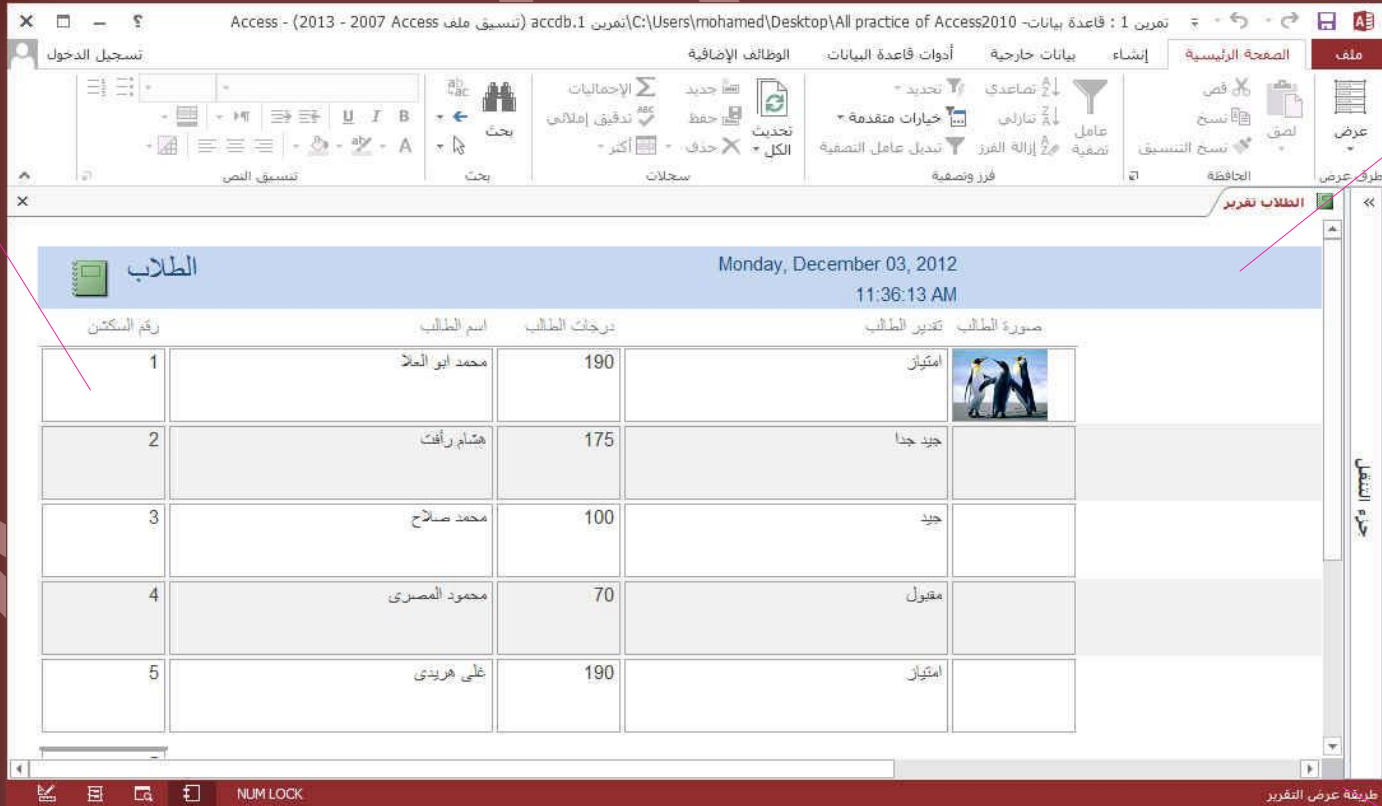 تمرين 1 : قاعدة بيانات- C:\Users\mohamed\Desktop\All practice of Access2010\تمرين 1.accdb (تنسيق ملف Access 2007 - 2013) - Access
ملف الصفحة الرئيسية إنشاء بيانات خارجية أدوات قاعدة البيانات الوظائف الإضافية تسجيل الدخول
عرض
لصق
قص
نسخ
نسخ التنسيق
عامل تصفية
تصاعدي
تنازلي
إزالة الفرز
تحديد
خيارات متقدمة
تبديل عامل التصفية
تحديث الكل
جديد
حفظ
حذف
الإجماليات
تدقيق إملائي
أكثر
بحث
طرق عرض الحافظة فرز وتصفية سجلات بحث تنسيق النص
الطلاب تقرير
الطلاب
Monday, December 03, 2012
11:36:13 AM
رقم السكشن اسم الطالب درجات الطالب تقدير الطالب صورة الطالب
1 محمد ابو العلا 190 امتياز
2 هشام رأفت 175 جيد جدا
3 محمد صلاح 100 جيد
4 محمود المصرى 70 مقبول
5 على هريدى 190 امتياز
جزء التنقل
طريقة عرض التقرير
NUM LOCK